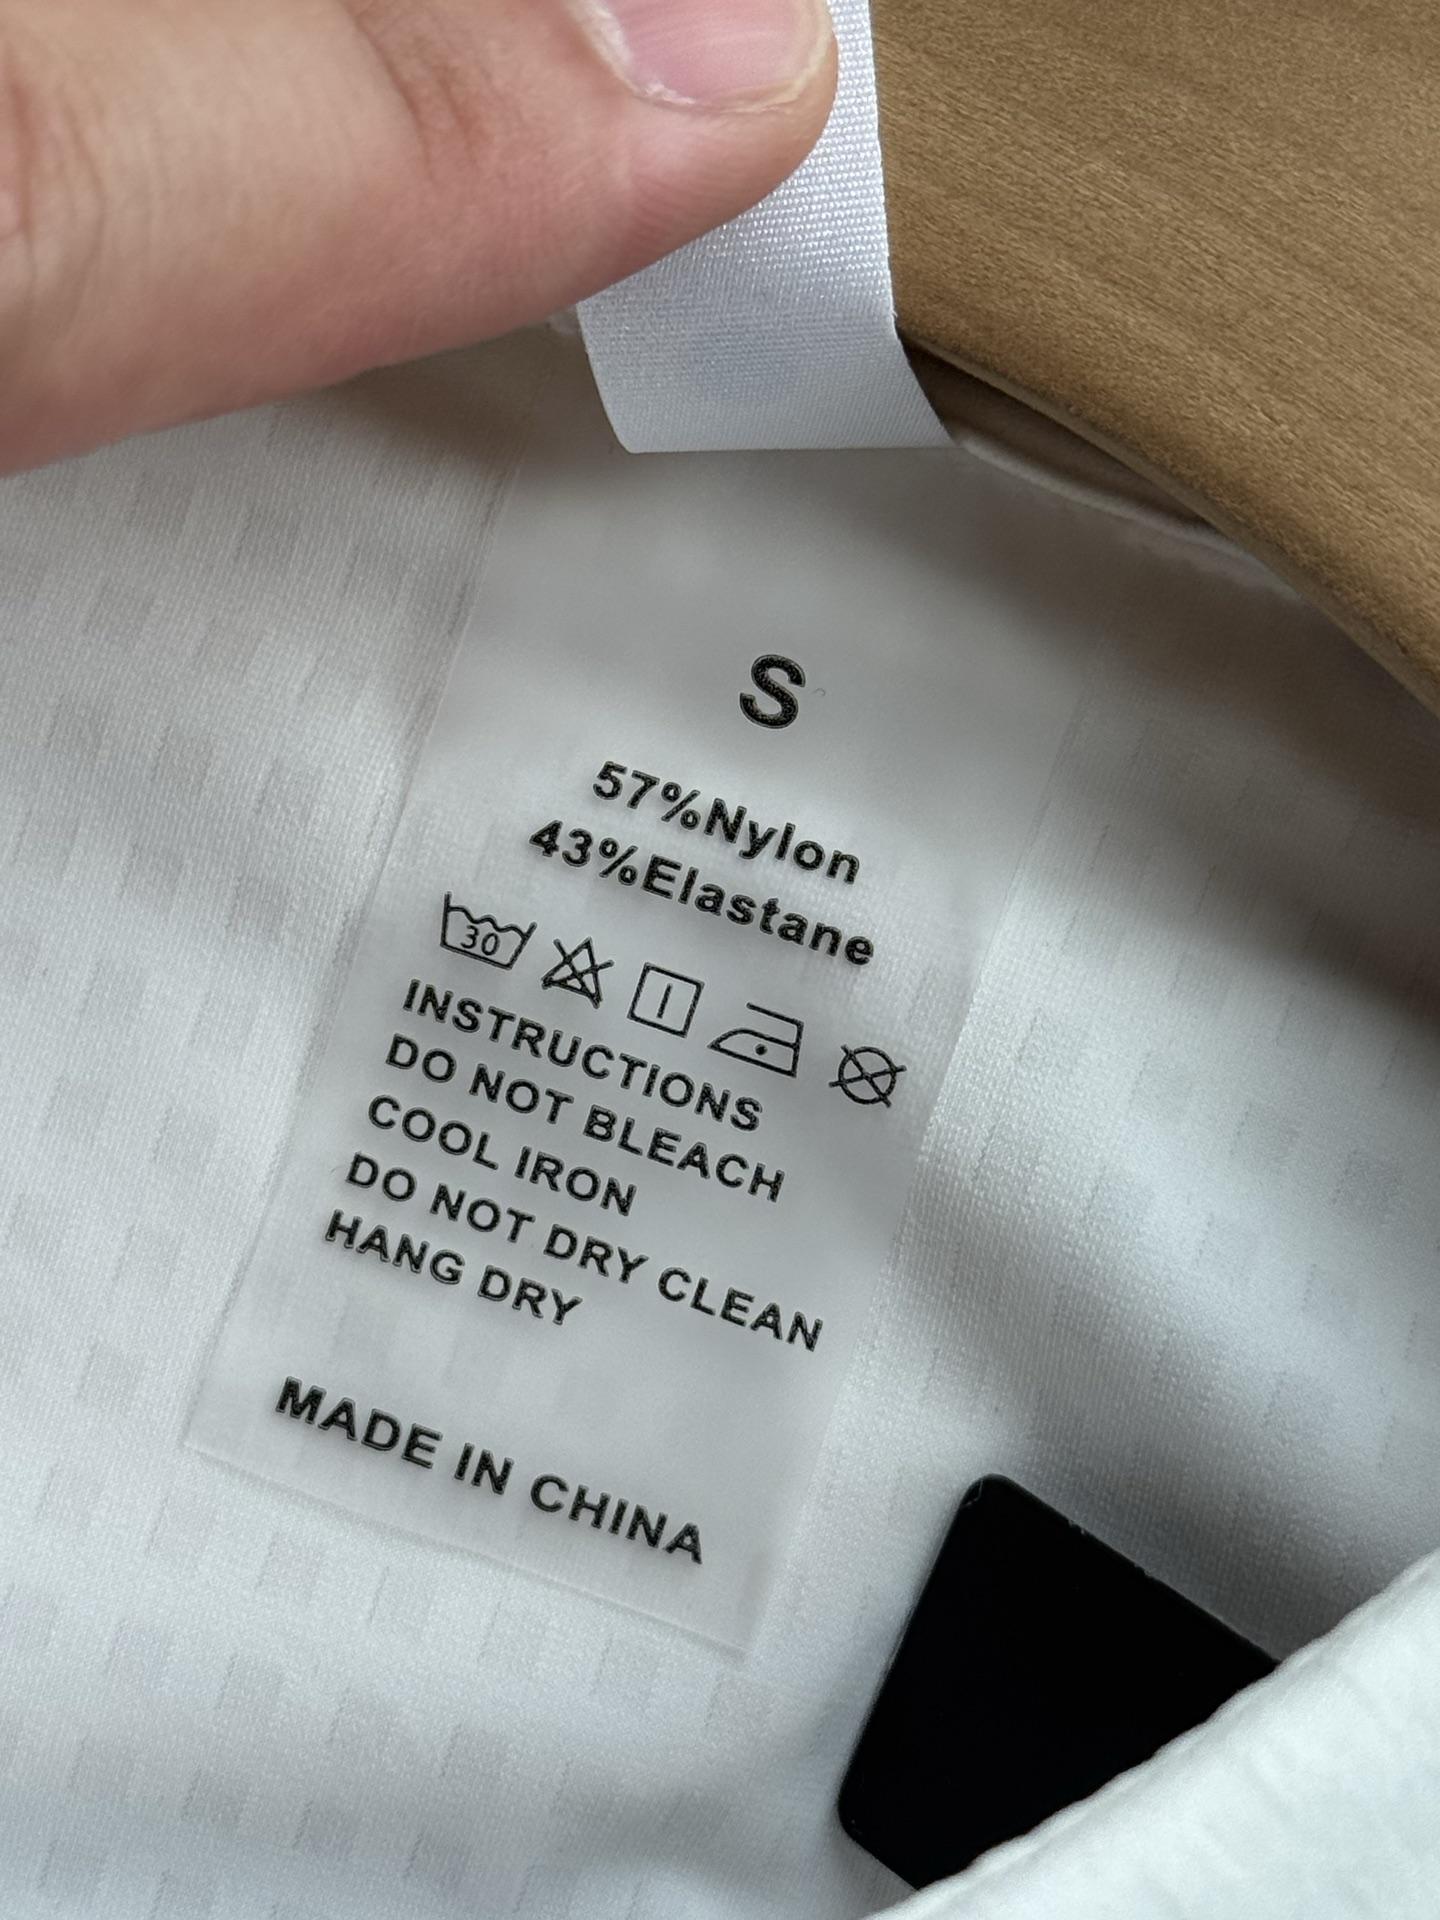 S
57%Nylon
43%Elastane
30
INSTRUCTIONS
DO NOT BLEACH
COOL IRON
DO NOT DRY CLEAN
HANG DRY
MADE IN CHINA